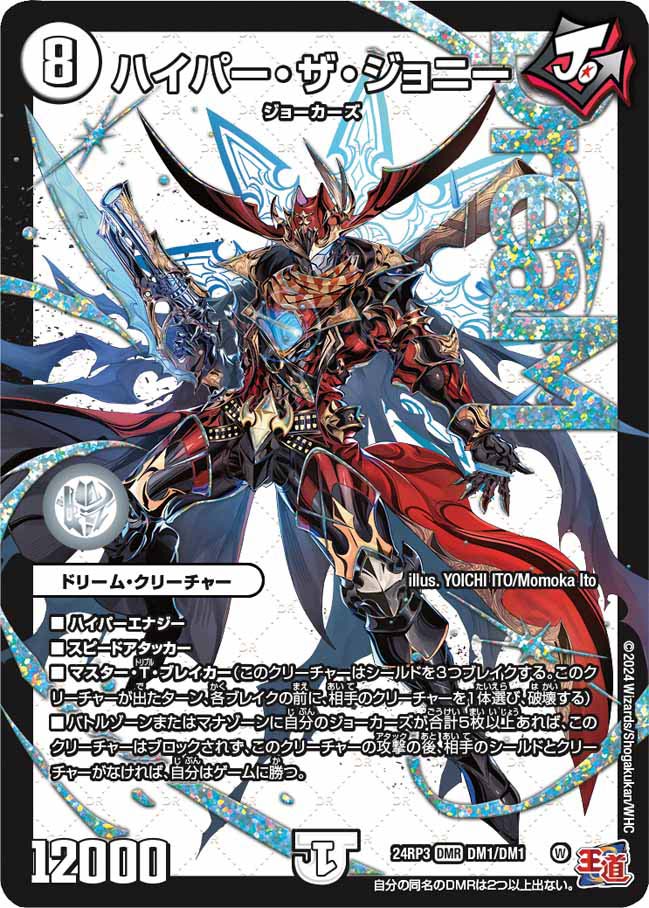 8
ハイパー・ザ・ジョニー
ジョーカーズ
J
DreaM
ドリーム・クリーチャー
illus. YOICHI ITO/Momoka Ito
■ ハイパーエナジー
■ スピードアタッカー
■ マスター・T・ブレイカー(このクリーチャーはシールドを3つブレイクする。このク
リーチャーが出たターン、各ブレイクの前に、相手のクリーチャーを1体選び、破壊する)
■ バトルゾーンまたはマナゾーンに自分のジョーカーズが合計5枚以上あれば、この
クリーチャーはブロックされず、このクリーチャーの攻撃の後、相手のシールドとクリー
チャーがなければ、自分はゲームに勝つ。
©2024 Wizards/Shogakukan/WHC
12000
24RP3 DMR DM1/DM1 W
王道
自分の同名のDMRは2つ以上出ない。